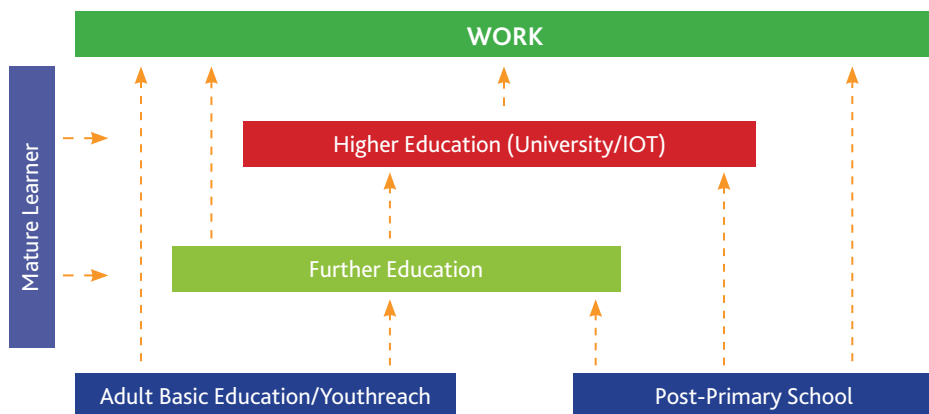 WORK
Mature Learner
Higher Education (University/IOT)
Further Education
Adult Basic Education/Youthreach
Post-Primary School